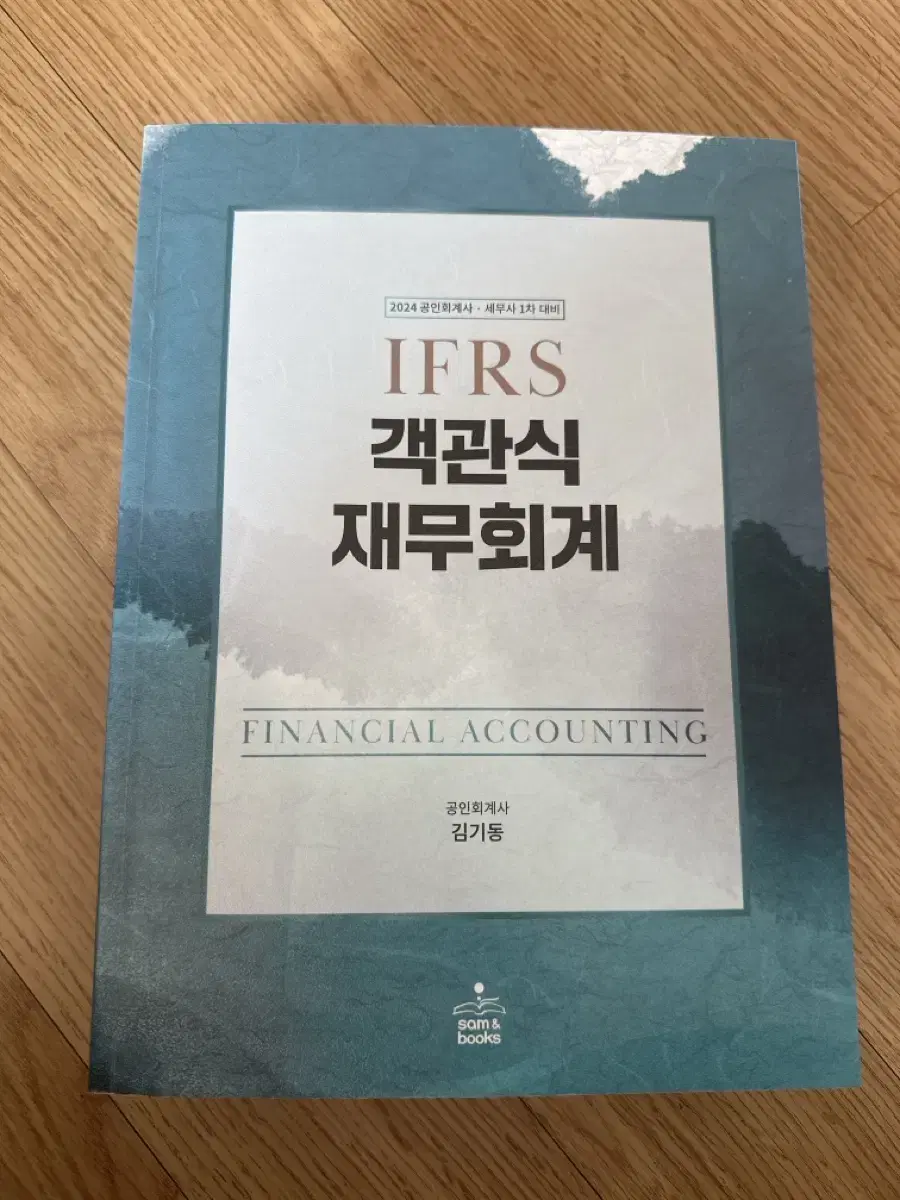 2024 공인회계사 · 세무사 1차 대비
IFRS
객관식
재무회계
FINANCIAL ACCOUNTING
공인회계사
김기동
sam &
books